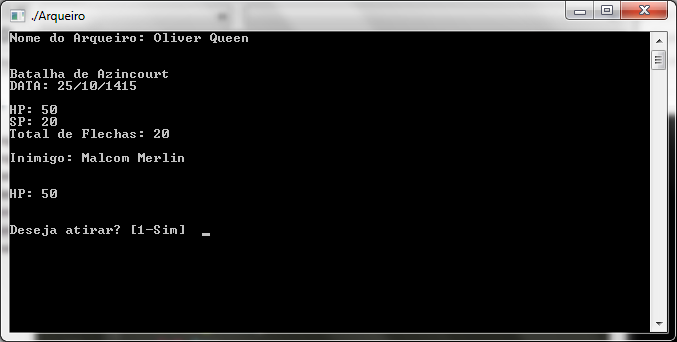 ./Arqueiro
Nome do Arqueiro: Oliver Queen
Batalha de Azincourt
DATA: 25/10/1415
HP: 50
SP: 20
Total de Flechas: 20
Inimigo: Malcom Merlin
HP: 50
Deseja atirar? [1-Sim] _